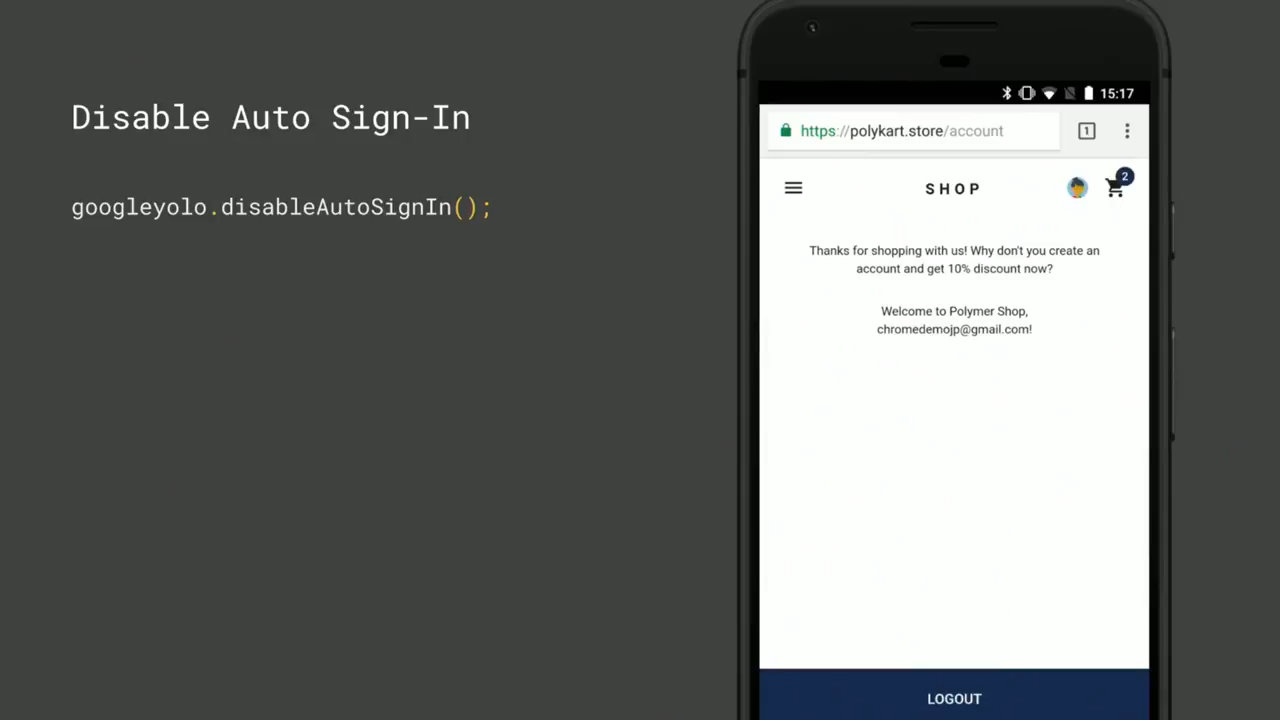 Disable Auto Sign-In
googleyolo.disableAutoSignIn();
15:17
https://polykart.store/account
1
SHOP
2
Thanks for shopping with us! Why don't you create an
account and get 10% discount now?
Welcome to Polymer Shop,
chromedemojp@gmail.com!
LOGOUT